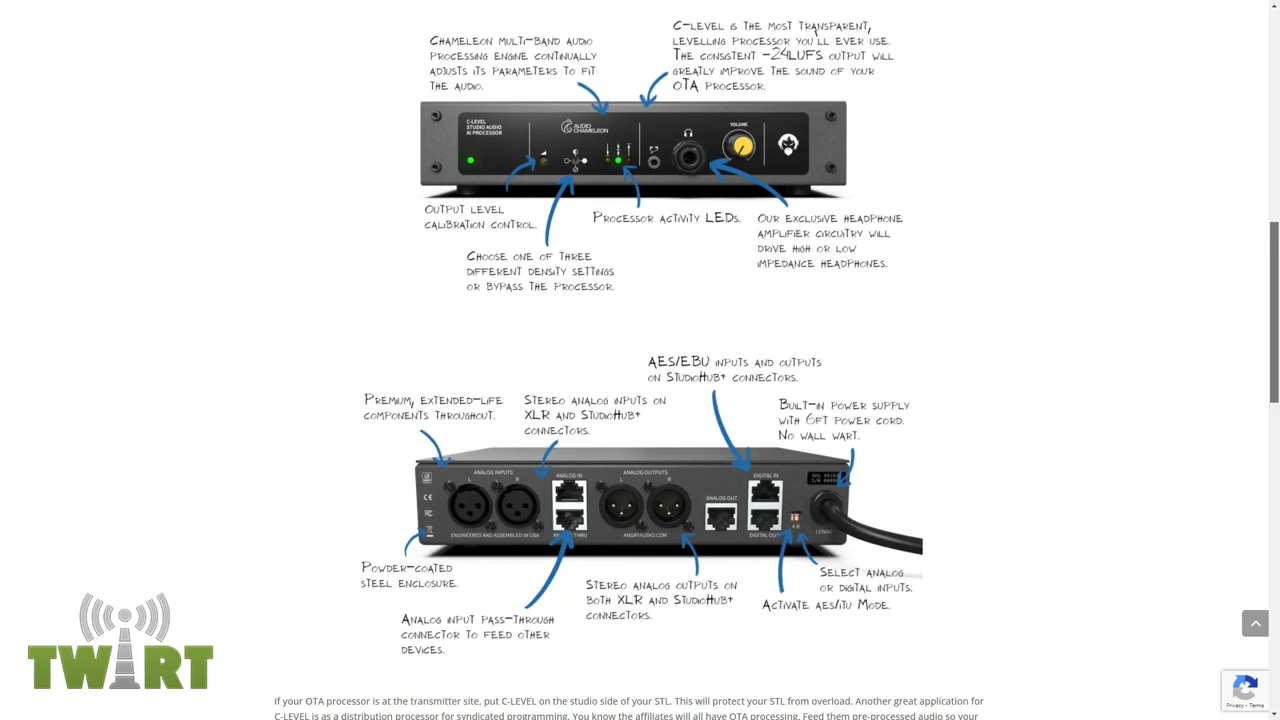 Chameleon multi-band audio
processing engine continually
adjusts its parameters to fit
the audio.
C-level is the most transparent,
levelling processor you'll ever use.
The consistent -24LUFS output will
greatly improve the sound of your
OTA processor.
C-LEVEL
STUDIO AUDIO
AI PROCESSOR
AUDIO
CHAMELEON
VOLUME
Output level
calibration control.
Choose one of three
different density settings
or bypass the processor.
Processor activity LEDs.
Our exclusive headphone
amplifier circuitry will
drive high or low
impedance headphones.
AES/EBU inputs and outputs
on StudioHub+ connectors.
Premium, extended-life
components throughout.
Stereo analog inputs on
XLR and StudioHub+
connectors.
Built-in power supply
with 6ft power cord.
No wall wart.
ANALOG INPUTS
L R
ANALOG IN
ANALOG OUTPUTS
L R
ANALOG OUT
DIGITAL IN
ENGINEERED AND ASSEMBLED IN USA
THRU
ANGRYAUDIO.COM
DIGITAL OUT
A B
115VAC
CE
FC
Powder-coated
steel enclosure.
Analog input pass-through
connector to feed other
devices.
Stereo analog outputs on
both XLR and StudioHub+
connectors.
Select analog
or digital inputs.
Activate aes/itu Mode.
TWIRT
Privacy - Terms
If your OTA processor is at the transmitter site, put C-LEVEL on the studio side of your STL. This will protect your STL from overload. Another great application for
C-LEVEL is as a distribution processor for syndicated programming. You know the affiliates will all have OTA processing. Feed them pre-processed audio so your